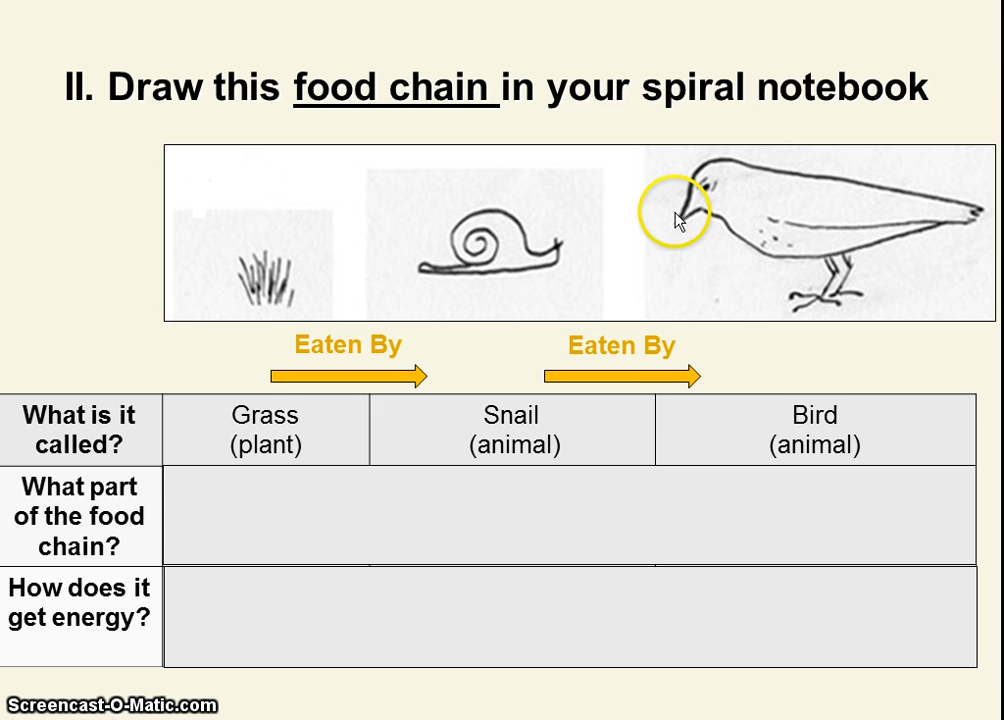 II. Draw this food chain in your spiral notebook
Eaten By
Eaten By
What is it
called?
Grass
(plant)
Snail
(animal)
Bird
(animal)
What part
of the food
chain?
How does it
get energy?
Screencast-O-Matic.com